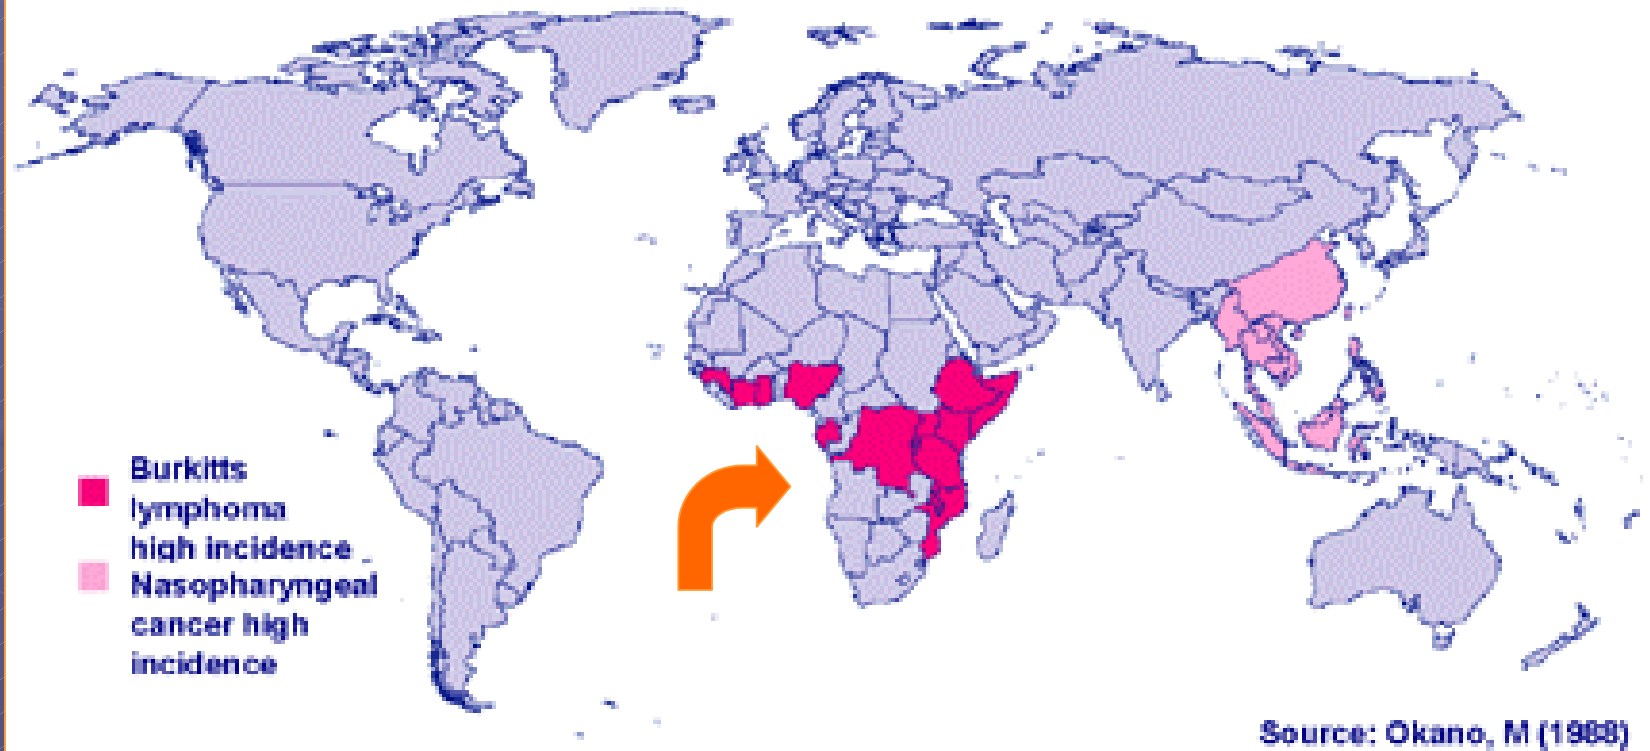 Burkitts
lymphoma
high incidence
Nasopharyngeal
cancer high
incidence
Source: Okano, M (1988)